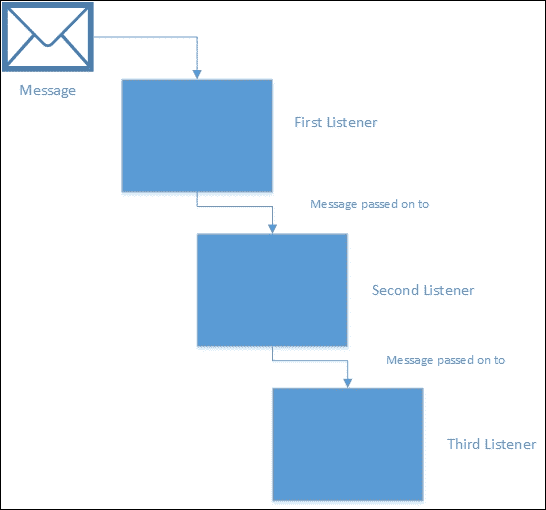 Message
First Listener
Message passed on to
Second Listener
Message passed on to
Third Listener